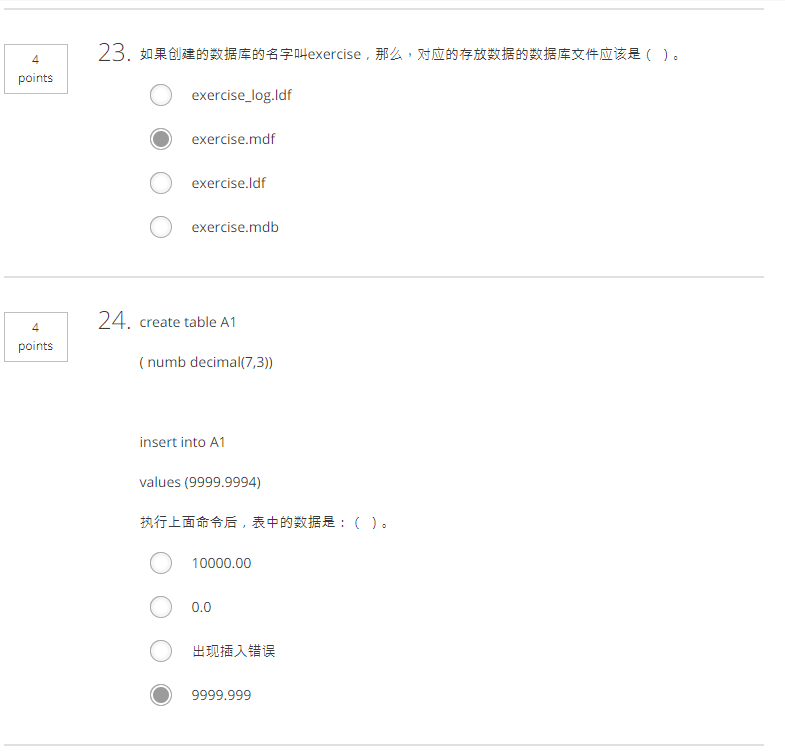 4
points
23. 如果创建的数据库的名字叫exercise，那么，对应的存放数据的数据库文件应该是（  ）。
exercise_log.ldf
exercise.mdf
exercise.ldf
exercise.mdb
4
points
24. create table A1
( numb decimal(7,3))
insert into A1
values (9999.9994)
执行上面命令后，表中的数据是：（  ）。
10000.00
0.0
出现插入错误
9999.999